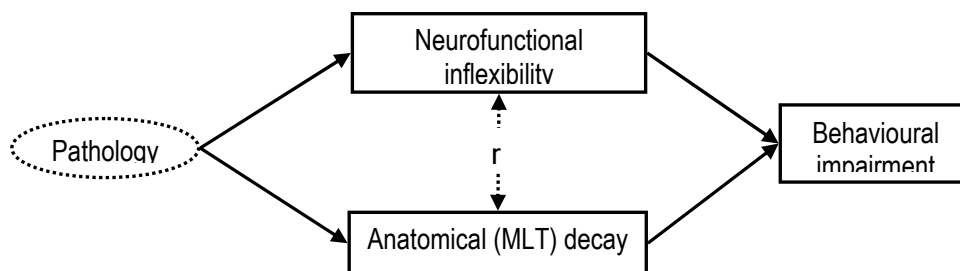 Neurofunctional
inflexibility
Pathology
r
Behavioural
impairment
Anatomical (MLT) decay